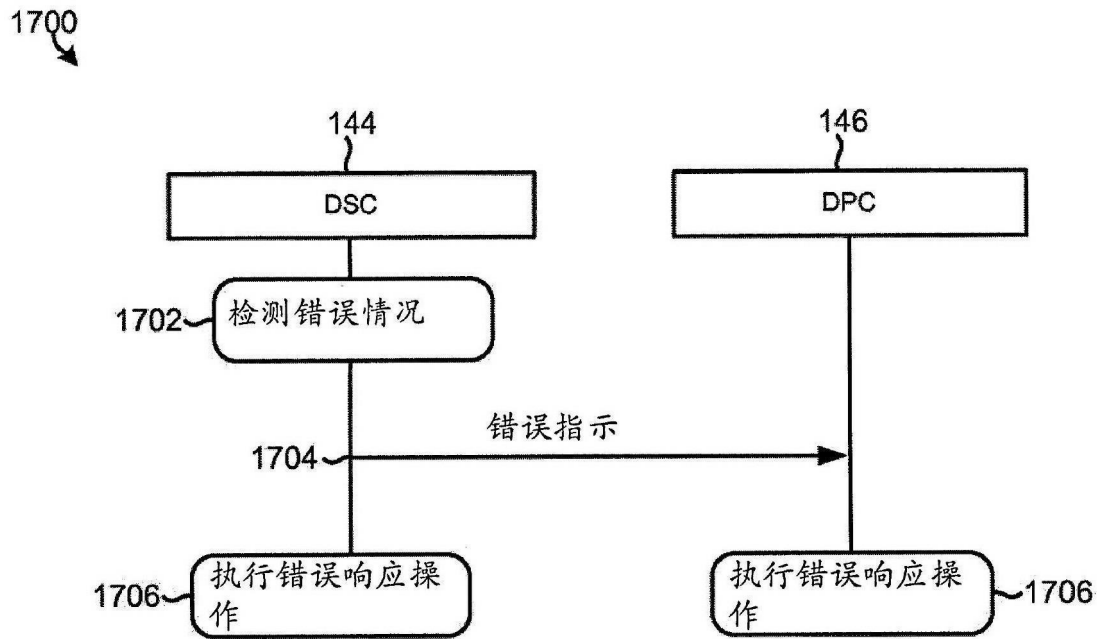 1700
144
146
DSC
DPC
1702
检测错误情况
错误指示
1704
1706
执行错误响应操
作
执行错误响应操
作
1706